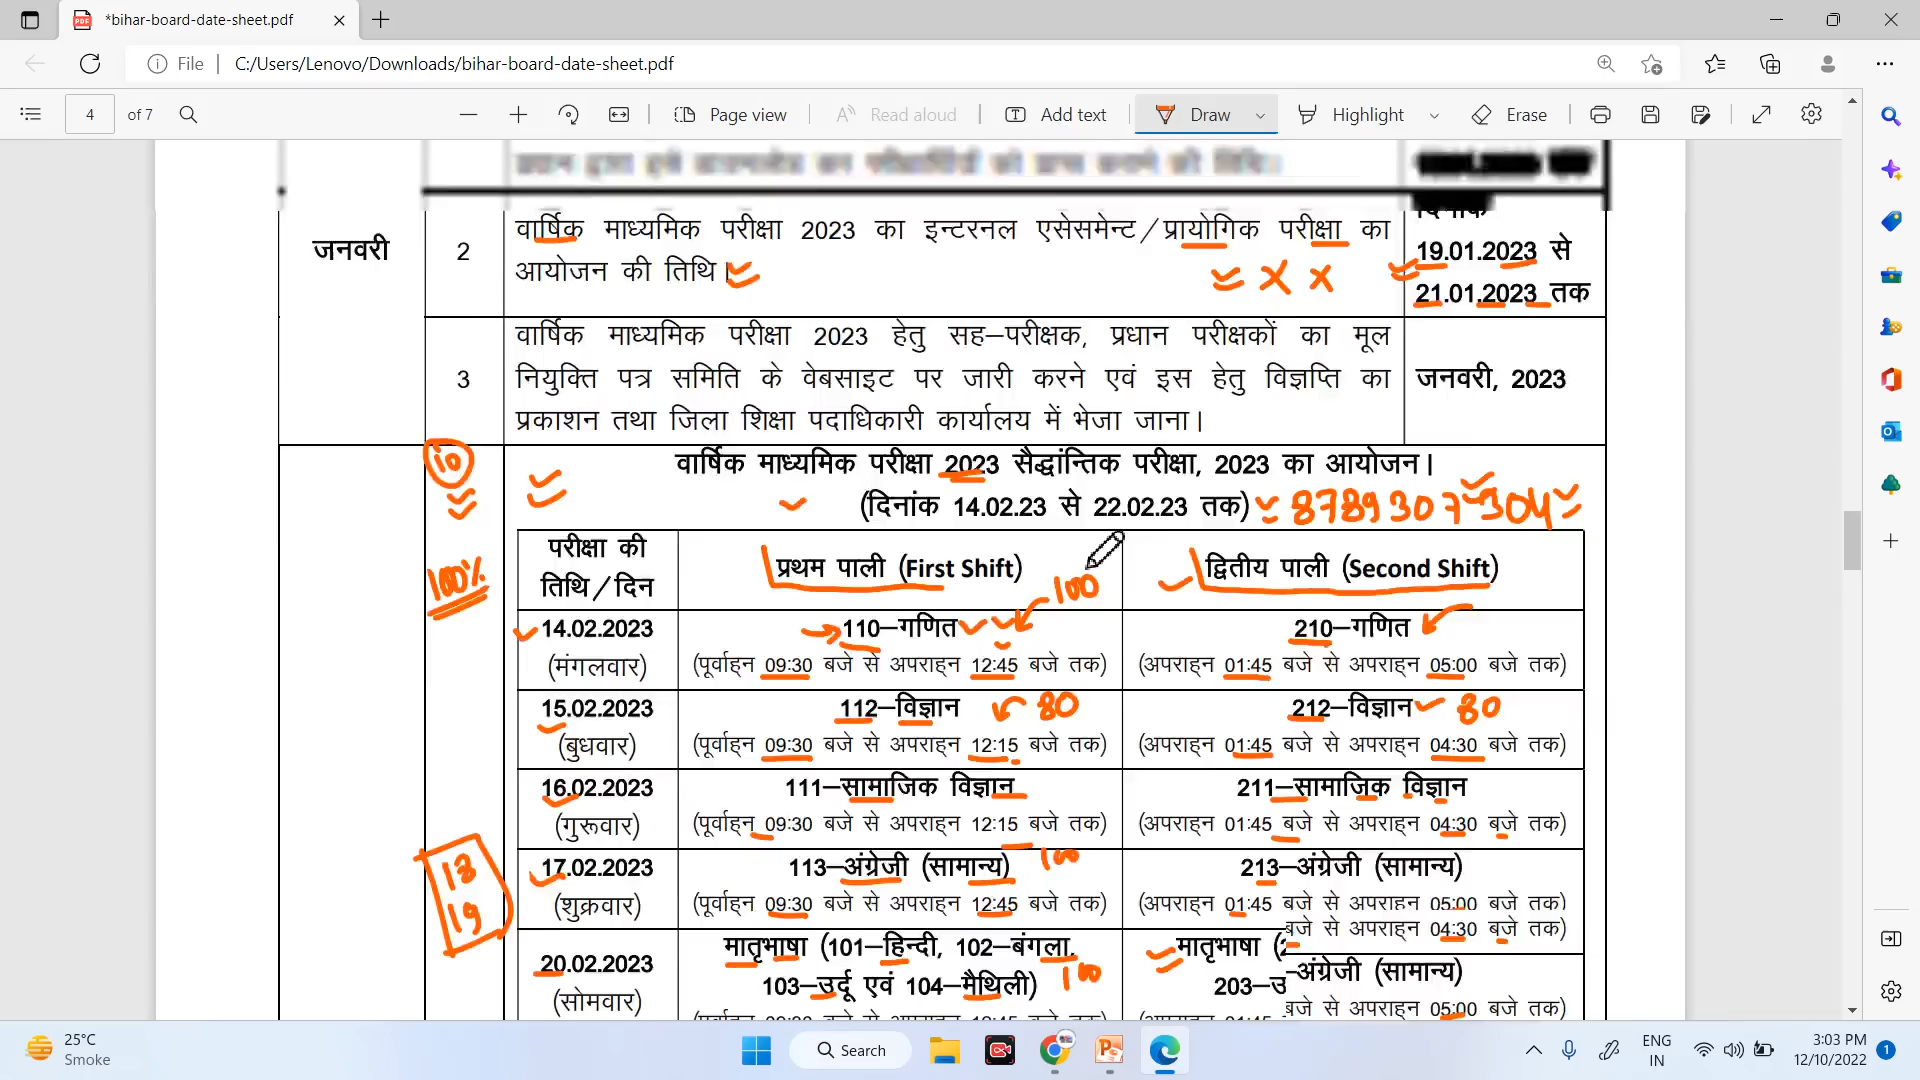 *bihar-board-date-sheet.pdf
File
C:/Users/Lenovo/Downloads/bihar-board-date-sheet.pdf
4 of 7
Page view
Read aloud
Add text
Draw
Highlight
Erase
जनवरी
2
वार्षिक माध्यमिक परीक्षा 2023 का इन्टरनल एसेसमेन्ट/प्रायोगिक परीक्षा का
आयोजन की तिथि।
दिनांक
19.01.2023 से
21.01.2023 तक
3
वार्षिक माध्यमिक परीक्षा 2023 हेतु सह–परीक्षक, प्रधान परीक्षकों का मूल
नियुक्ति पत्र समिति के वेबसाइट पर जारी करने एवं इस हेतु विज्ञप्ति का
प्रकाशन तथा जिला शिक्षा पदाधिकारी कार्यालय में भेजा जाना।
जनवरी, 2023
10
100%
18
19
वार्षिक माध्यमिक परीक्षा 2023 सैद्धान्तिक परीक्षा, 2023 का आयोजन।
(दिनांक 14.02.23 से 22.02.23 तक)
8789307304
परीक्षा की
तिथि/दिन
प्रथम पाली (First Shift)
100
द्वितीय पाली (Second Shift)
14.02.2023
(मंगलवार)
110–गणित
(पूर्वाहन 09:30 बजे से अपराहन 12:45 बजे तक)
210–गणित
(अपराहन 01:45 बजे से अपराहन 05:00 बजे तक)
15.02.2023
(बुधवार)
112–विज्ञान
80
(पूर्वाहन 09:30 बजे से अपराहन 12:15 बजे तक)
212–विज्ञान
80
(अपराहन 01:45 बजे से अपराहन 04:30 बजे तक)
16.02.2023
(गुरूवार)
111–सामाजिक विज्ञान
(पूर्वाहन 09:30 बजे से अपराहन 12:15 बजे तक)
211–सामाजिक विज्ञान
(अपराहन 01:45 बजे से अपराहन 04:30 बजे तक)
17.02.2023
(शुक्रवार)
113–अंग्रेजी (सामान्य)
100
(पूर्वाहन 09:30 बजे से अपराहन 12:45 बजे तक)
213–अंग्रेजी (सामान्य)
(अपराहन 01:45 बजे से अपराहन 05:00 बजे तक)
बजे से अपराहन 04:30 बजे तक)
20.02.2023
(सोमवार)
मातृभाषा (101–हिन्दी, 102–बंगला,
103–उर्दू एवं 104–मैथिली)
100
मातृभाषा (
203–उ
–अंग्रेजी (सामान्य)
बजे से अपराहन 05:00 बजे तक)
25°C
Smoke
Search
ENG
IN
3:03 PM
12/10/2022
1